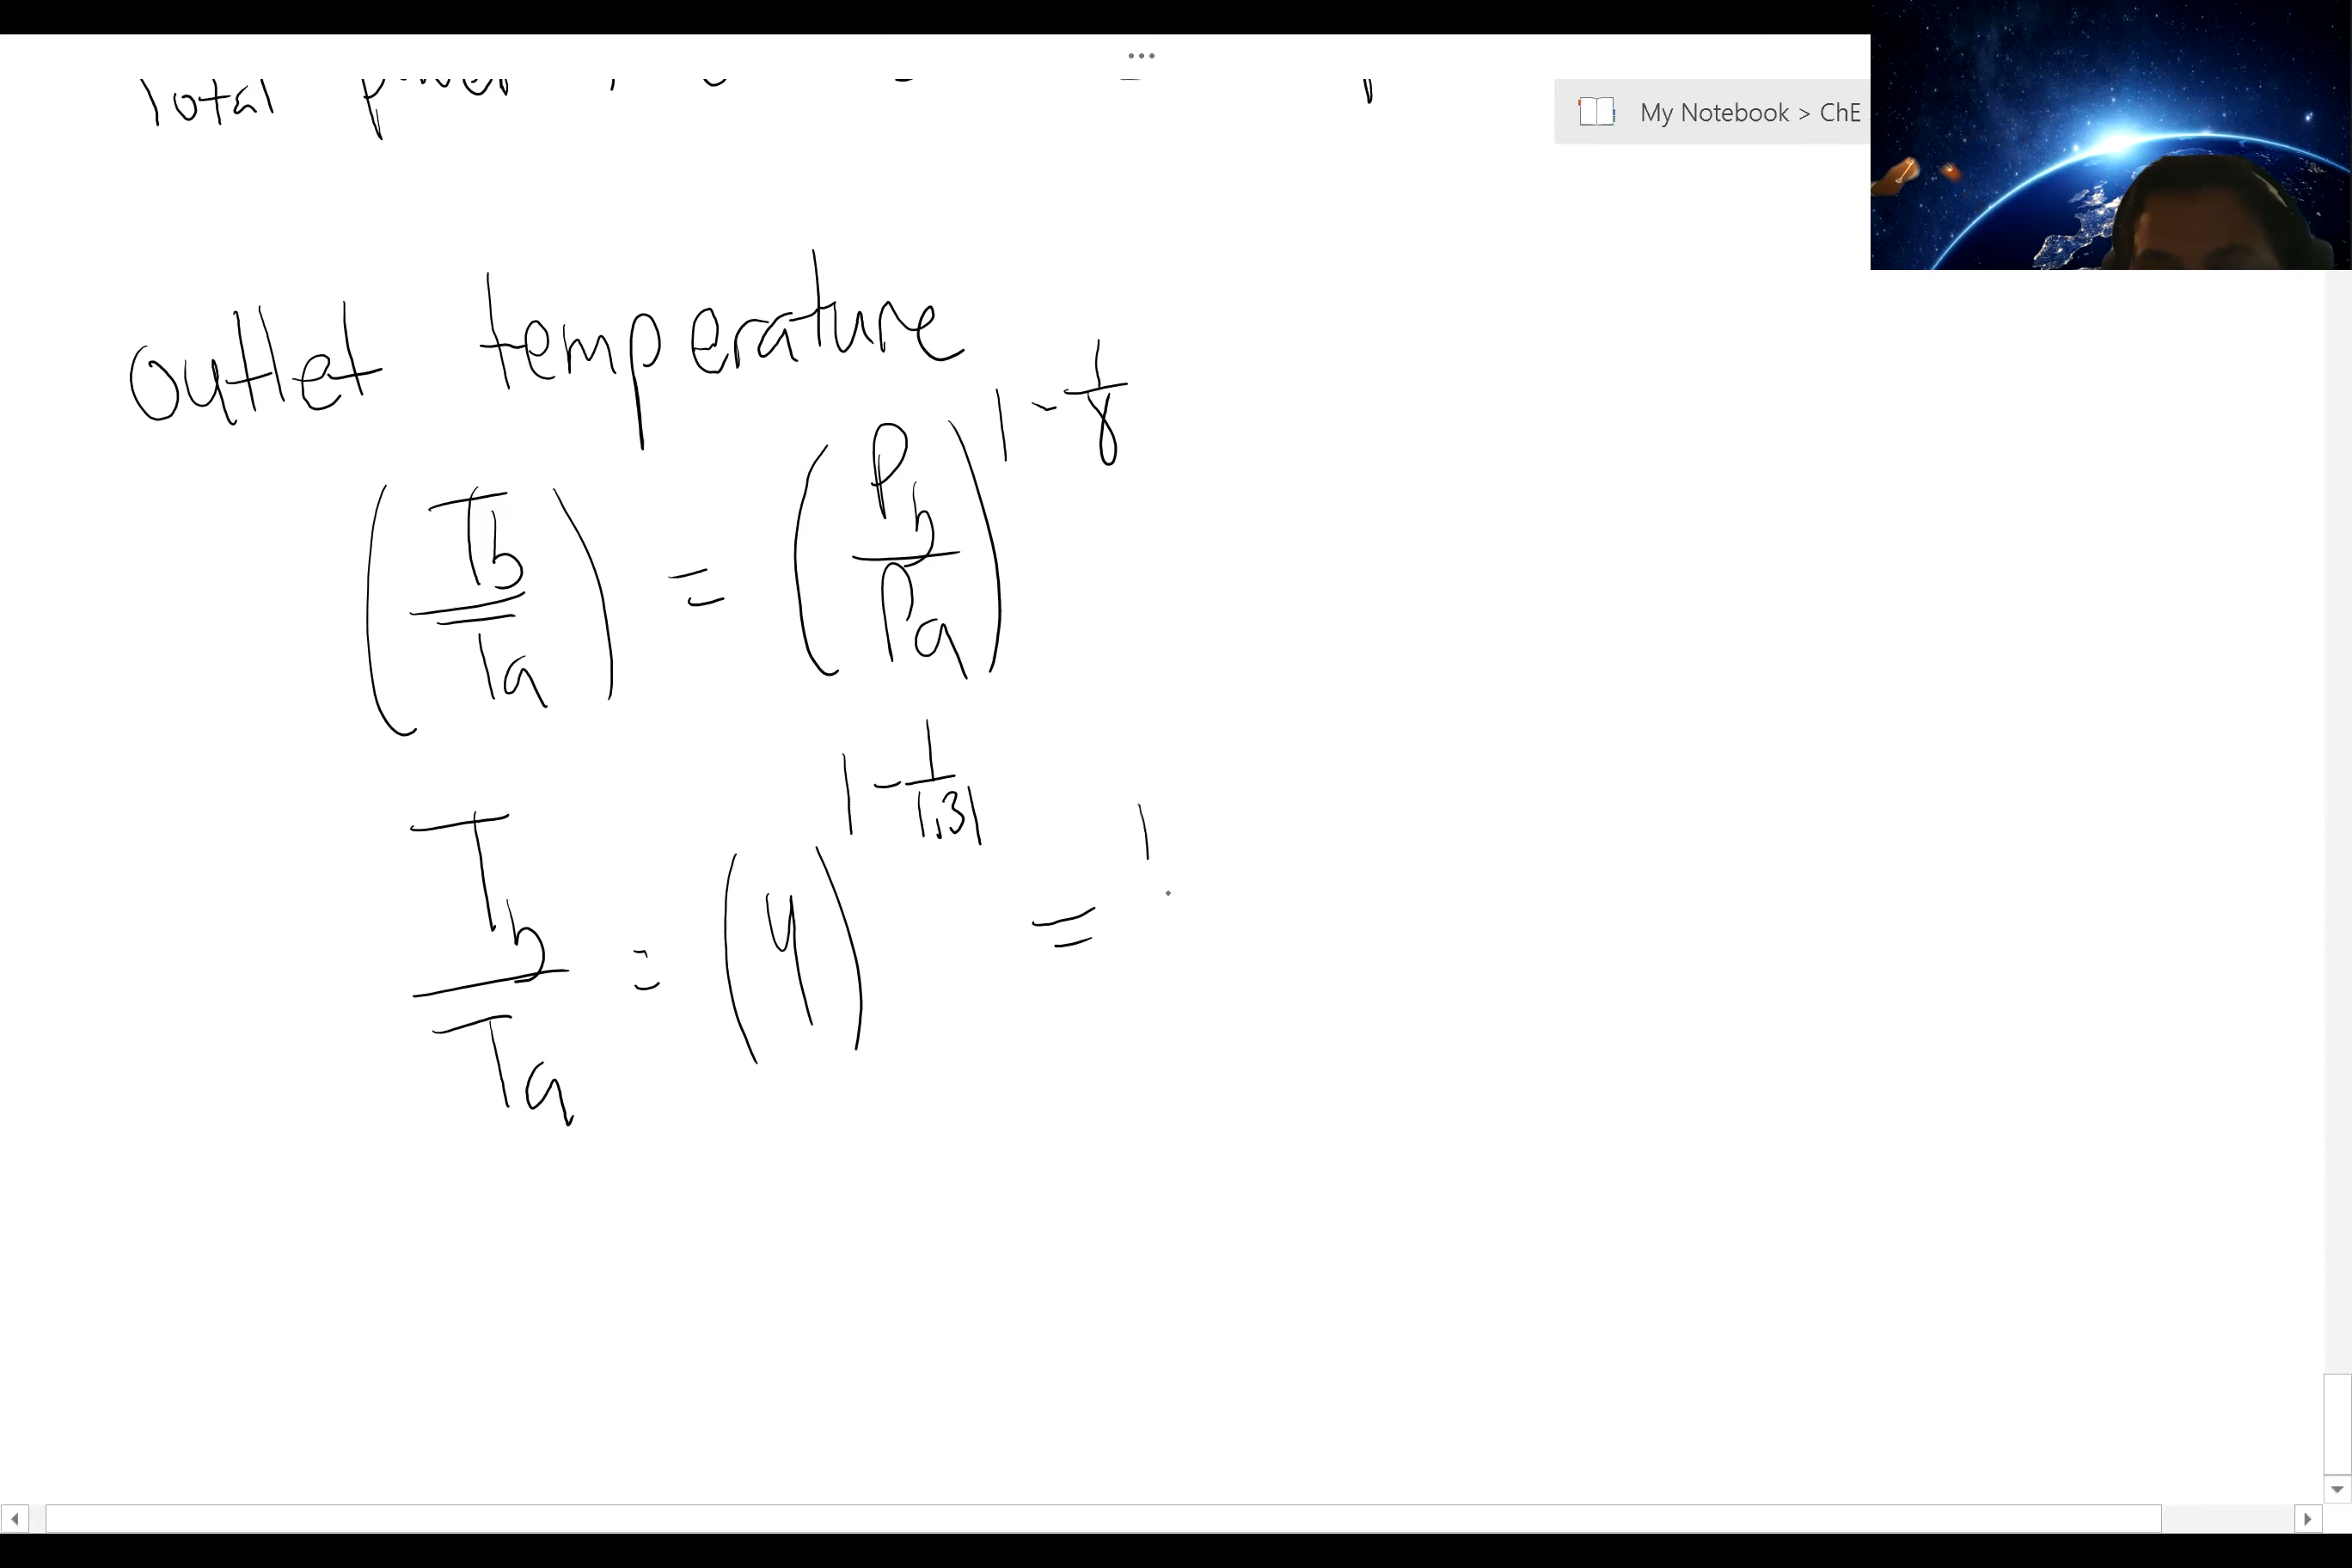 Total power
My Notebook > ChE
outlet temperature
(Tb/Ta) = (Pb/Pa)^1-1/γ
Tb/Ta = (4)^1-1/1.31 = 1